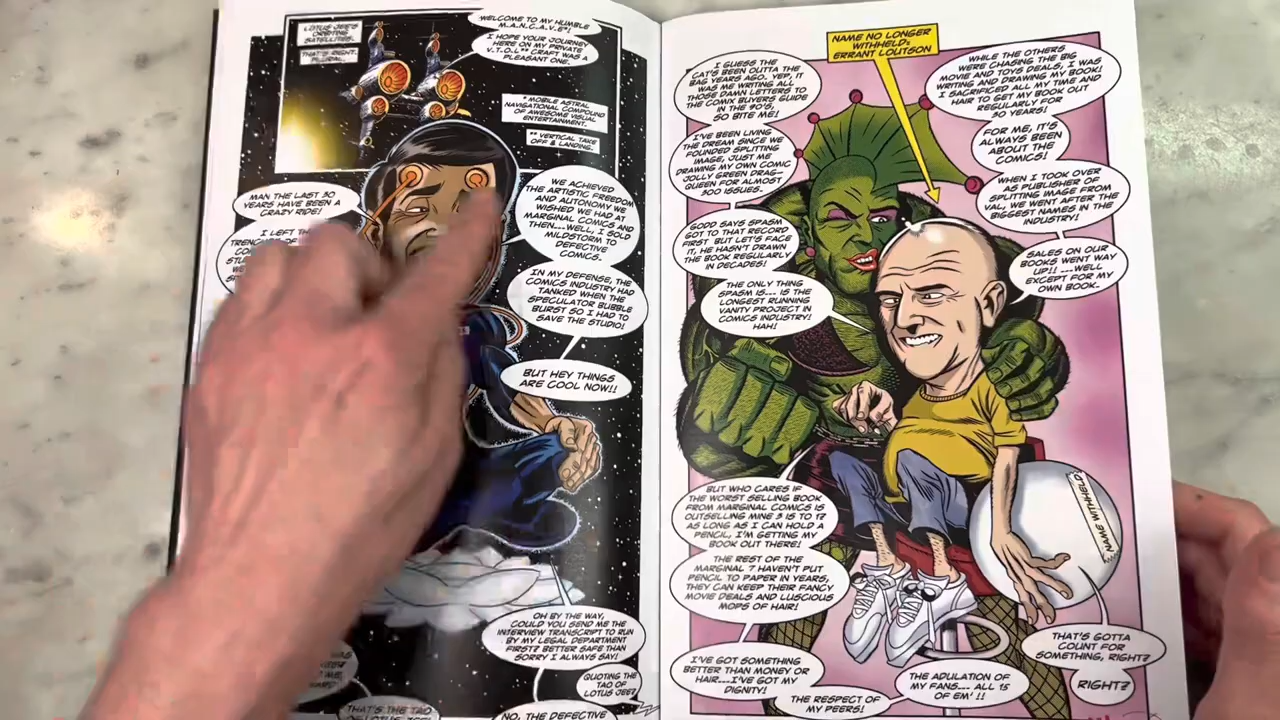 LOTUS JEE'S
ORBITING
SATELLITES.
THAT'S RIGHT.
PLURAL.
WELCOME TO MY HUMBLE
M.A.N.C.A.V.E*!
I HOPE YOUR JOURNEY
HERE ON MY PRIVATE
V.T.O.L** CRAFT WAS A
PLEASANT ONE.
* MOBILE ASTRAL
NAVIGATIONAL COMPOUND
OF AWESOME VISUAL
ENTERTAINMENT.
** VERTICAL TAKE
OFF & LANDING.
MAN THE LAST 30
YEARS HAVE BEEN A
CRAZY RIDE!
I LEFT
WE ACHIEVED
THE ARTISTIC FREEDOM
AND AUTONOMY WE
WISHED WE HAD AT
MARGINAL COMICS AND
THEN...WELL, I SOLD
MILDSTORM TO
DEFECTIVE
COMICS.
IN MY DEFENSE, THE
COMICS INDUSTRY HAD
TANKED WHEN THE
SPECULATOR BUBBLE
BURST SO I HAD TO
SAVE THE STUDIO!
BUT HEY THINGS
ARE COOL NOW!!
OH BY THE WAY,
COULD YOU SEND ME THE
INTERVIEW TRANSCRIPT TO RUN
BY MY LEGAL DEPARTMENT
FIRST? BETTER SAFE THAN
SORRY I ALWAYS SAY!
QUOTING THE
TAO OF
LOTUS JEE?
THAT'S THE TAO
NO, THE DEFECTIVE
NAME NO LONGER
WITHHELD:
ERRANT LOUTSON
I GUESS THE
CAT'S BEEN OUTTA THE
BAG YEARS AGO. YEP, IT
WAS ME WRITING ALL
THOSE DAMN LETTERS TO
THE COMIX BUYERS GUIDE
IN THE 90'S,
SO BITE ME!
I'VE BEEN LIVING
THE DREAM SINCE WE
FOUNDED SPLITTING
IMAGE, JUST ME
DRAWING MY OWN COMIC
JOLLY GREEN DRAG-
QUEEN FOR ALMOST
300 ISSUES.
GODD SAYS SPASM
GOT TO THAT RECORD
FIRST BUT LET'S FACE
IT, HE HASN'T DRAWN
THE BOOK REGULARLY
IN DECADES!
THE ONLY THING
SPASM IS... IS THE
LONGEST RUNNING
VANITY PROJECT IN
COMICS INDUSTRY!
HAH!
WHILE THE OTHERS
WERE CHASING THE BIG
MOVIE AND TOYS DEALS, I WAS
WRITING AND DRAWING MY BOOK!
I SACRIFICED ALL MY TIME AND
HAIR TO GET MY BOOK OUT
REGULARLY FOR
30 YEARS!
FOR ME, IT'S
ALWAYS BEEN
ABOUT THE
COMICS!
WHEN I TOOK OVER
AS PUBLISHER OF
SPLITTING IMAGE FROM
VAL, WE WENT AFTER THE
BIGGEST NAMES IN THE
INDUSTRY!
SALES ON OUR
BOOKS WENT WAY
UP!! ....WELL
EXCEPT FOR MY
OWN BOOK.
BUT WHO CARES IF
THE WORST SELLING BOOK
FROM MARGINAL COMICS IS
OUTSELLING MINE 3 IS TO 1?
AS LONG AS I CAN HOLD A
PENCIL, I'M GETTING MY
BOOK OUT THERE!
THE REST OF THE
MARGINAL 7 HAVEN'T PUT
PENCIL TO PAPER IN YEARS,
THEY CAN KEEP THEIR FANCY
MOVIE DEALS AND LUSCIOUS
MOPS OF HAIR!
I'VE GOT SOMETHING
BETTER THAN MONEY OR
HAIR....I'VE GOT MY
DIGNITY!
THE RESPECT OF
MY PEERS!
THE ADULATION OF
MY FANS.... ALL 15
OF EM' !!
NAME WITHHELD
THAT'S GOTTA
COUNT FOR
SOMETHING, RIGHT?
RIGHT?